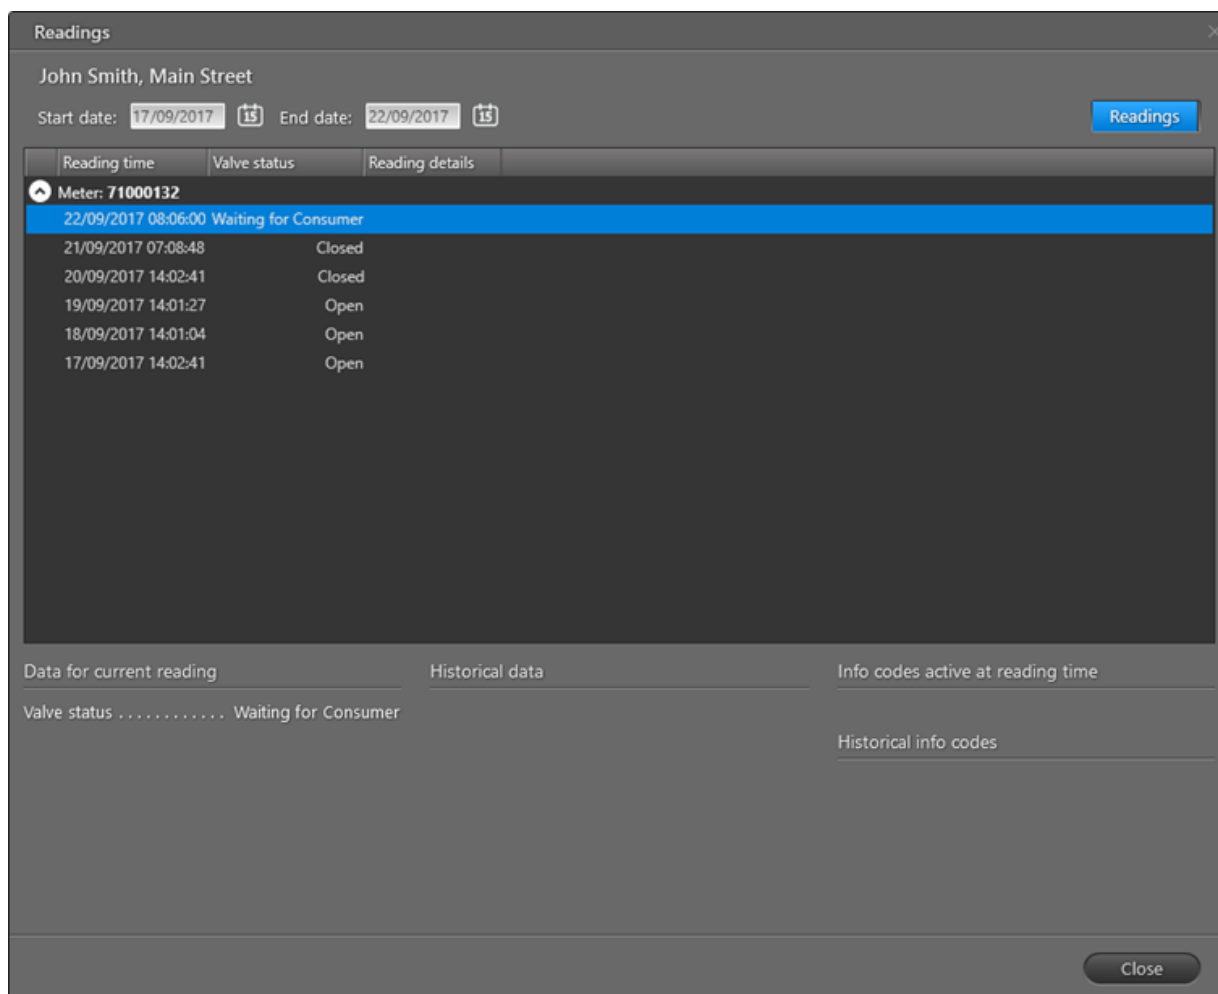 Readings
John Smith, Main Street
Start date: 17/09/2017 15 End date: 22/09/2017 15 Readings
Reading time Valve status Reading details
Meter: 71000132
22/09/2017 08:06:00 Waiting for Consumer
21/09/2017 07:08:48 Closed
20/09/2017 14:02:41 Closed
19/09/2017 14:01:27 Open
18/09/2017 14:01:04 Open
17/09/2017 14:02:41 Open
Data for current reading Historical data Info codes active at reading time
Valve status . . . . . . . . . . . . Waiting for Consumer
Historical info codes
Close